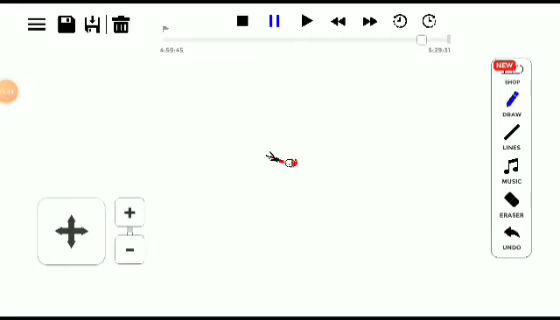 4:59:45
5:29:31
NEW
SHOP
DRAW
LINES
MUSIC
ERASER
UNDO